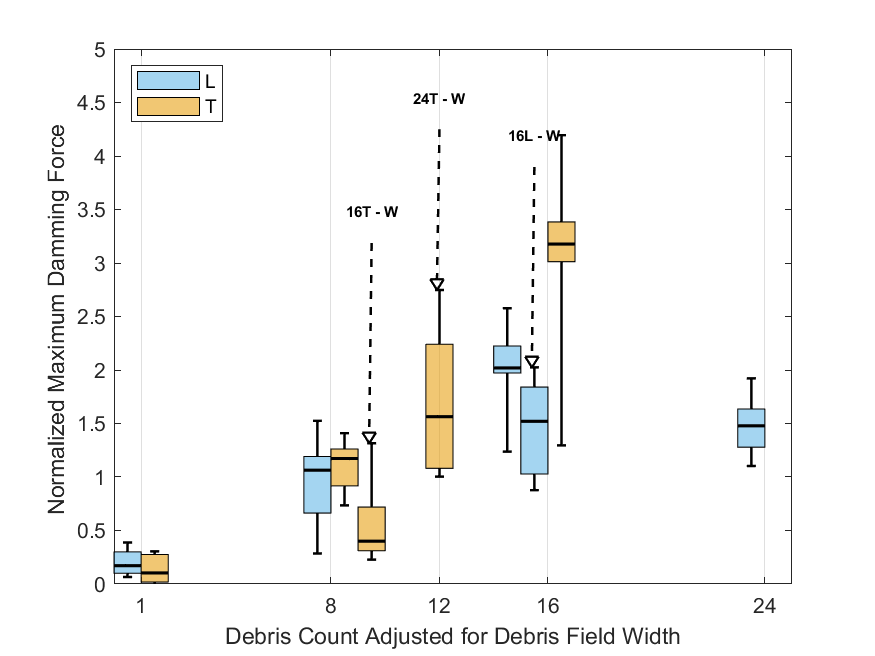 5
4.5
4
3.5
3
2.5
2
1.5
1
0.5
0
Normalized Maximum Damming Force
L
T
24T - W
16L - W
16T - W
1
8
12
16
24
Debris Count Adjusted for Debris Field Width